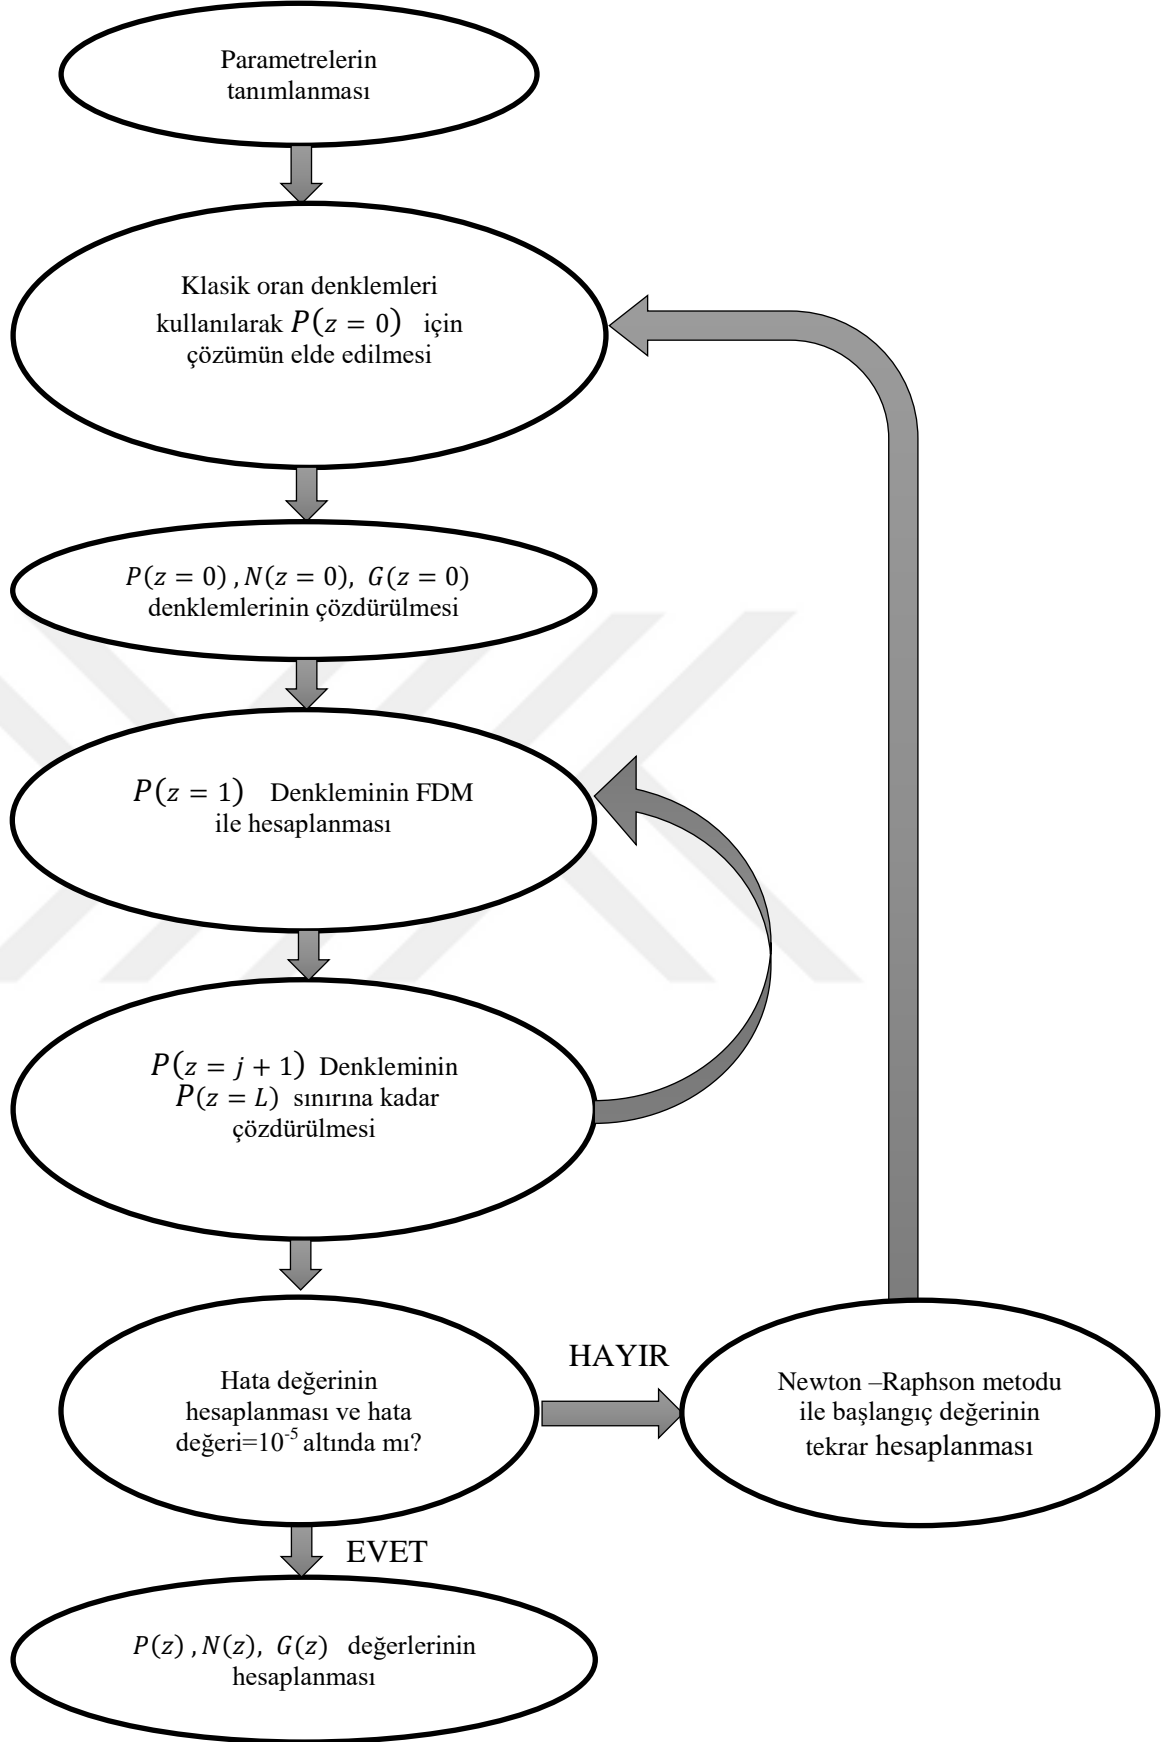 Parametrelerin
tanımlanması
Klasik oran denklemleri
kullanılarak P(z = 0) için
çözümün elde edilmesi
P(z = 0) , N(z = 0), G(z = 0)
denklemlerinin çözdürülmesi
P(z = 1) Denkleminin FDM
ile hesaplanması
P(z = j + 1) Denkleminin
P(z = L) sınırına kadar
çözdürülmesi
Hata değerinin
hesaplanması ve hata
değeri=10⁻⁵ altında mı?
HAYIR
Newton –Raphson metodu
ile başlangıç değerinin
tekrar hesaplanması
EVET
P(z) , N(z), G(z) değerlerinin
hesaplanması